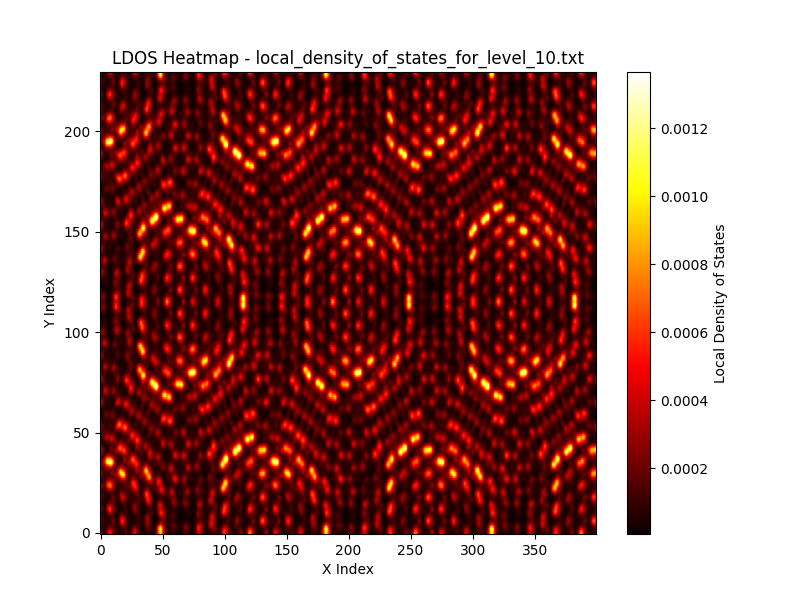 LDOS Heatmap - local_density_of_states_for_level_10.txt
200
150
100
50
0
0 50 100 150 200 250 300 350
X Index
Y Index
0.0012
0.0010
0.0008
0.0006
0.0004
0.0002
Local Density of States